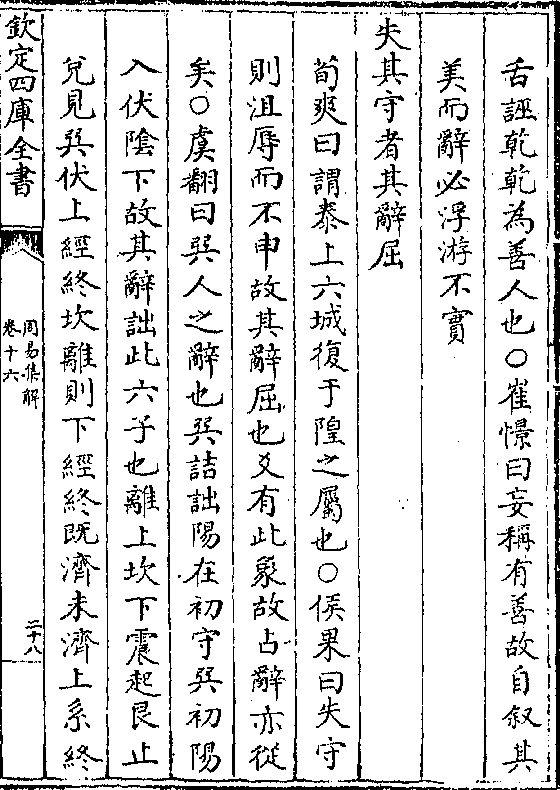 舌誣乾乾為善人也○崔憬曰妄稱有善故自叙其
美而辭必浮游不實
失其守者其辭屈
荀爽曰謂泰上六城復于隍之屬也○侯果曰失守
則沮辱而不申故其辭屈也爻有此象故占辭亦從
矣○虞翻曰巽人之辭也巽詰詘陽在初守巽初陽
入伏陰下故其辭詘此六子也離上坎下震起艮止
兌見巽伏上經終坎離則下經終既濟未濟上系終
欽定四庫全書
周易集解
卷十六
二十八